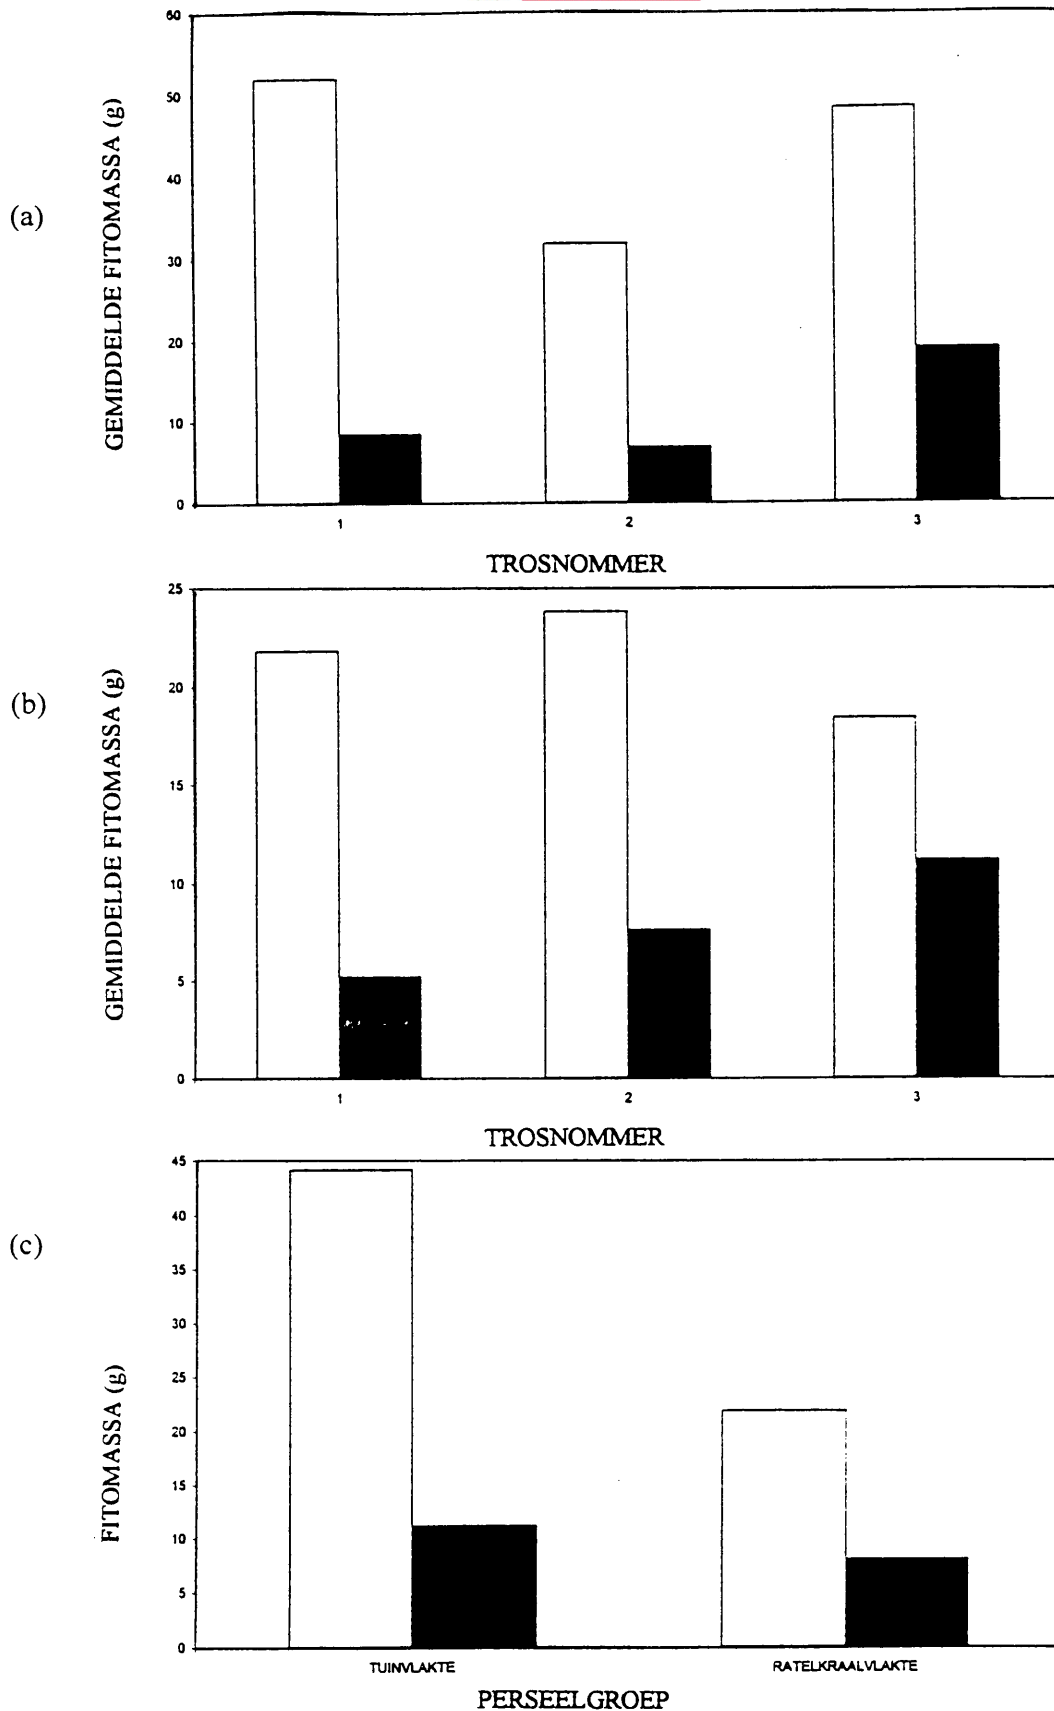 (a)
GEMIDDELDE FITOMASSA (g)
60
50
40
30
20
10
0
1 2 3
TROSNOMMER
(b)
GEMIDDELDE FITOMASSA (g)
25
20
15
10
5
0
1 2 3
TROSNOMMER
(c)
FITOMASSA (g)
45
40
35
30
25
20
15
10
5
0
TUINVLAKTE RATELKRAALVLAKTE
PERSEELGROEP